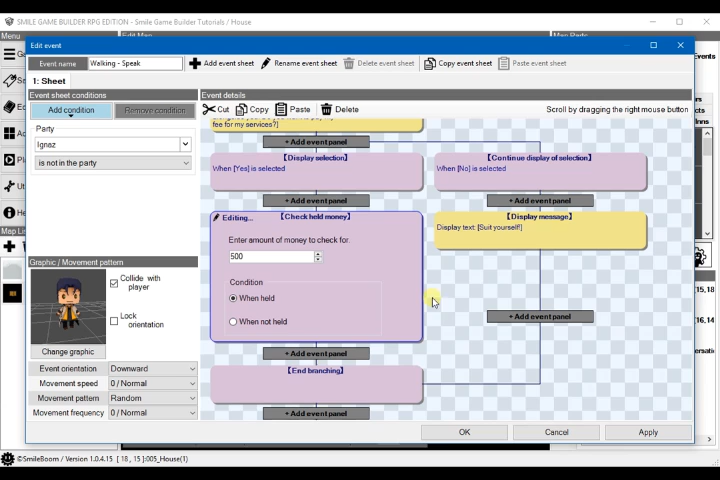 SMILE GAME BUILDER RPG EDITION - Smile Game Builder Tutorials / House
Menu
Edit Map
Map Parts
Edit event
Event name
Walking - Speak
Add event sheet
Rename event sheet
Delete event sheet
Copy event sheet
Paste event sheet
1: Sheet
Event sheet conditions
Add condition
Remove condition
Party
Ignaz
is not in the party
Graphic / Movement pattern
Collide with
player
Lock
orientation
Change graphic
Event orientation
Downward
Movement speed
0 / Normal
Movement pattern
Random
Movement frequency
0 / Normal
Event details
Cut
Copy
Paste
Delete
Scroll by dragging the right mouse button
fee for my services?]
+ Add event panel
【Display selection】
When [Yes] is selected
【Continue display of selection】
When [No] is selected
+ Add event panel
+ Add event panel
Editing...
【Check held money】
Enter amount of money to check for.
500
Condition
When held
When not held
【Display message】
Display text: [Suit yourself!]
+ Add event panel
+ Add event panel
【End branching】
+ Add event panel
OK
Cancel
Apply
Map List
Events
Inns
15,18
16,14
©SmileBoom / Version 1.0.4.15 [ 18 , 15 ]:005_House(1)